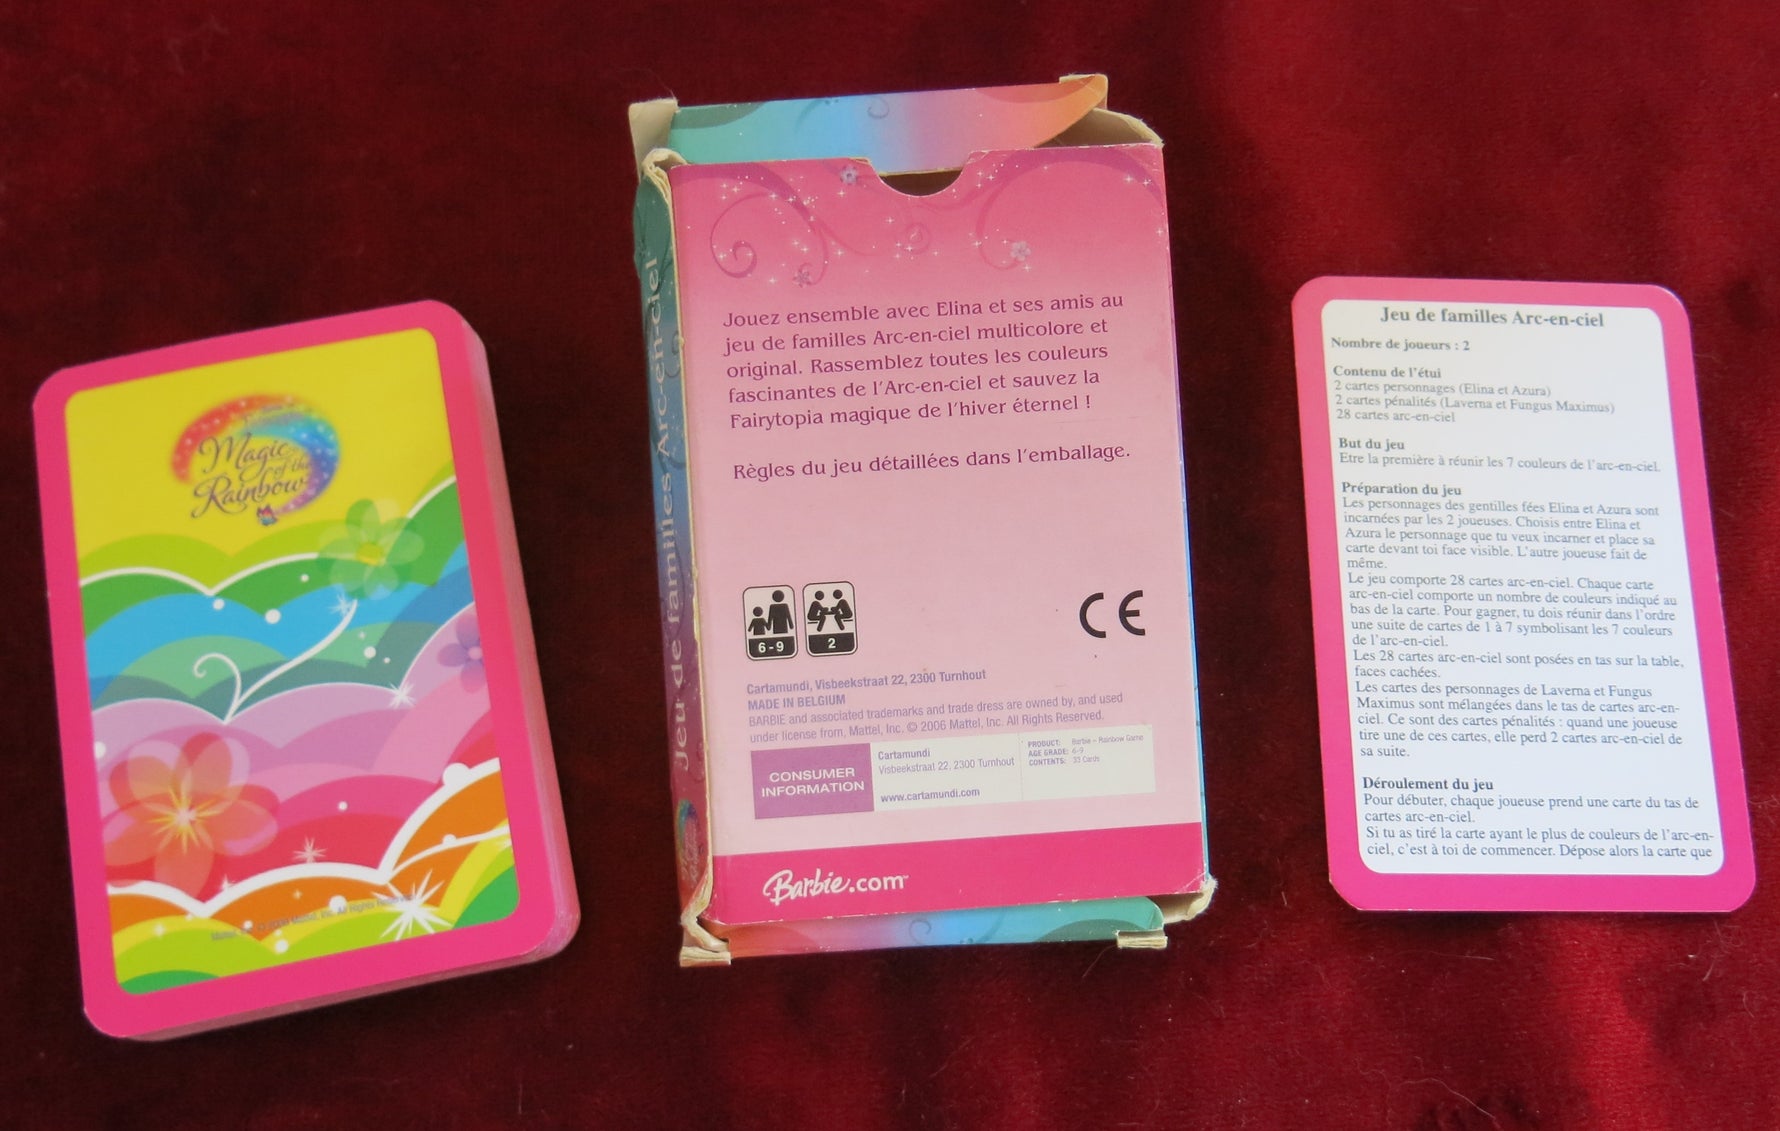 Magic
of the
Rainbow
All Rights Reserved
Jeu de familles Arc-en-ciel
Jouez ensemble avec Elina et ses amis au
jeu de familles Arc-en-ciel multicolore et
original. Rassemblez toutes les couleurs
fascinantes de l'Arc-en-ciel et sauvez la
Fairytopia magique de l'hiver éternel !
Règles du jeu détaillées dans l'emballage.
6-9
2
CE
Cartamundi, Visbeekstraat 22, 2300 Turnhout
MADE IN BELGIUM
BARBIE and associated trademarks and trade dress are owned by, and used
under license from, Mattel, Inc. © 2006 Mattel, Inc. All Rights Reserved.
CONSUMER
INFORMATION
Cartamundi
Visbeekstraat 22, 2300 Turnhout
www.cartamundi.com
PRODUCT: Barbie - Rainbow Game
AGE GRADE: 6-9
CONTENTS: 33 Cards
Barbie.com™
Jeu de familles Arc-en-ciel
Nombre de joueurs : 2
Contenu de l'étui
2 cartes personnages (Elina et Azura)
2 cartes pénalités (Laverna et Fungus Maximus)
28 cartes arc-en-ciel
But du jeu
Etre la première à réunir les 7 couleurs de l'arc-en-ciel.
Préparation du jeu
Les personnages des gentilles fées Elina et Azura sont
incarnées par les 2 joueuses. Choisis entre Elina et
Azura le personnage que tu veux incarner et place sa
carte devant toi face visible. L'autre joueuse fait de
même.
Le jeu comporte 28 cartes arc-en-ciel. Chaque carte
arc-en-ciel comporte un nombre de couleurs indiqué au
bas de la carte. Pour gagner, tu dois réunir dans l'ordre
une suite de cartes de 1 à 7 symbolisant les 7 couleurs
de l'arc-en-ciel.
Les 28 cartes arc-en-ciel sont posées en tas sur la table,
faces cachées.
Les cartes des personnages de Laverna et Fungus
Maximus sont mélangées dans le tas de cartes arc-en-
ciel. Ce sont des cartes pénalités : quand une joueuse
tire une de ces cartes, elle perd 2 cartes arc-en-ciel de
sa suite.
Déroulement du jeu
Pour débuter, chaque joueuse prend une carte du tas de
cartes arc-en-ciel.
Si tu as tiré la carte ayant le plus de couleurs de l'arc-en-
ciel, c'est à toi de commencer. Dépose alors la carte que